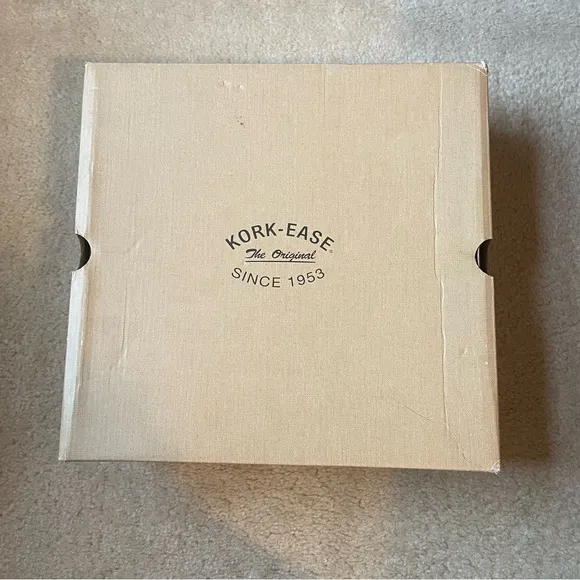 KORK-EASE®
The Original
SINCE 1953